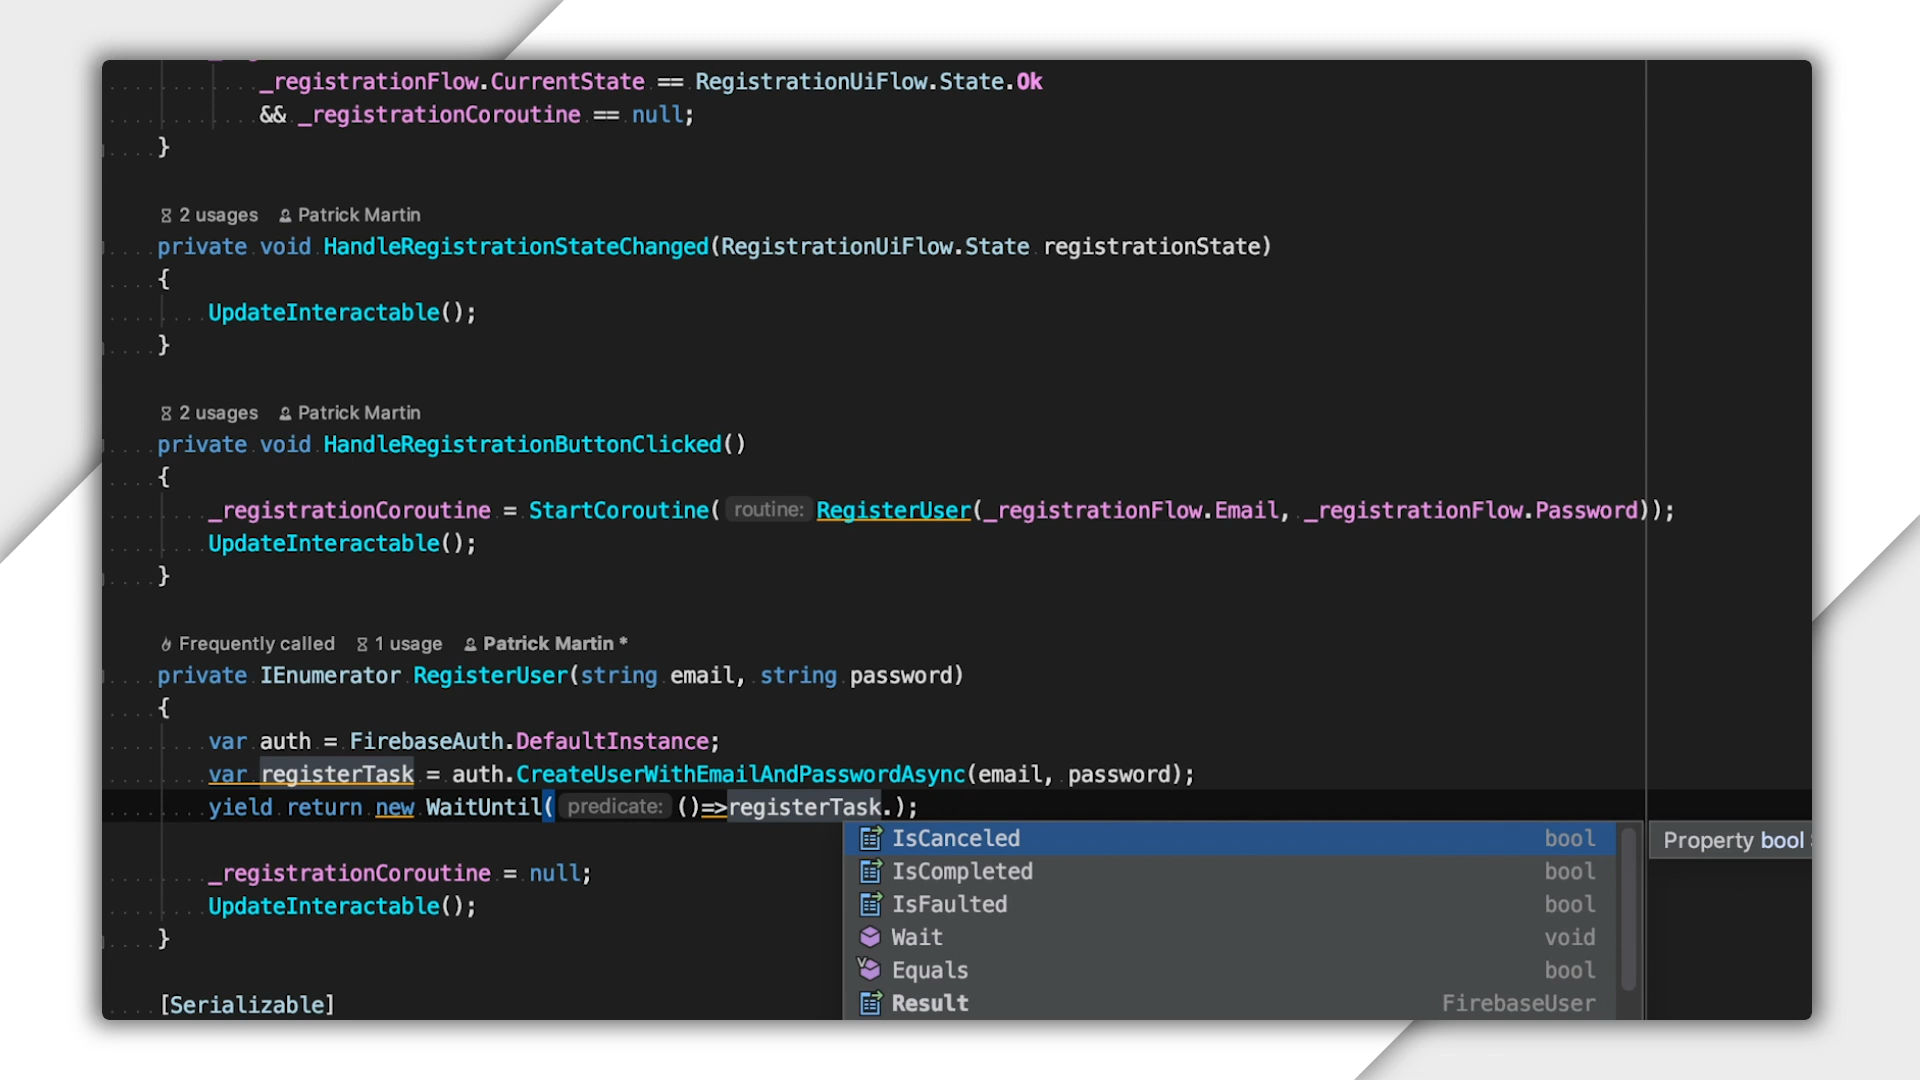 _registrationFlow.CurrentState == RegistrationUiFlow.State.Ok
&& _registrationCoroutine == null;
}
2 usages Patrick Martin
private void HandleRegistrationStateChanged(RegistrationUiFlow.State registrationState)
{
UpdateInteractable();
}
2 usages Patrick Martin
private void HandleRegistrationButtonClicked()
{
_registrationCoroutine = StartCoroutine( routine: RegisterUser(_registrationFlow.Email, _registrationFlow.Password));
UpdateInteractable();
}
Frequently called 1 usage Patrick Martin *
private IEnumerator RegisterUser(string email, string password)
{
var auth = FirebaseAuth.DefaultInstance;
var registerTask = auth.CreateUserWithEmailAndPasswordAsync(email, password);
yield return new WaitUntil( predicate: ()=>registerTask.);
IsCanceled bool
Property bool
IsCompleted bool
_registrationCoroutine = null;
IsFaulted bool
UpdateInteractable();
Wait void
}
Equals bool
Result FirebaseUser
[Serializable]